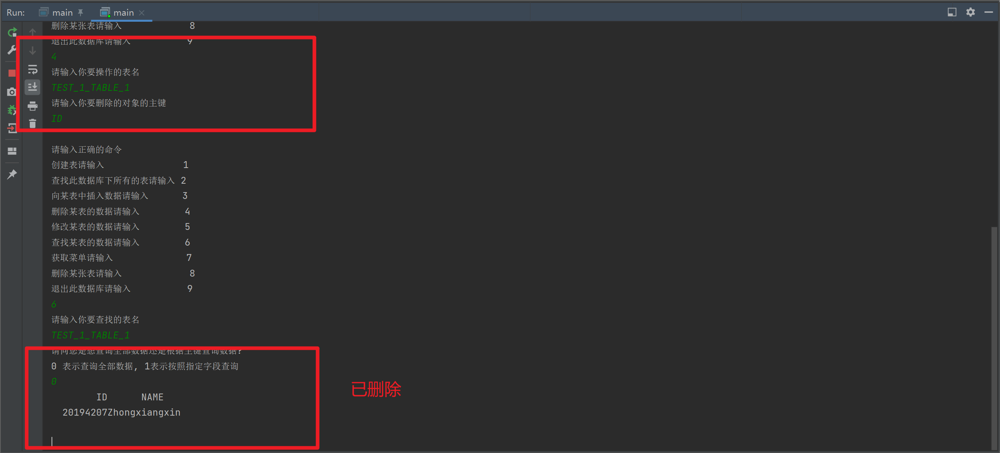 Run: main main
删除某张表请输入 8
退出此数据库请输入 9
4
请输入你要操作的表名
TEST_1_TABLE_1
请输入你要删除的对象的主键
ID
请输入正确的命令
创建表请输入 1
查找此数据库下所有的表请输入 2
向某表中插入数据请输入 3
删除某表的数据请输入 4
修改某表的数据请输入 5
查找某表的数据请输入 6
获取菜单请输入 7
删除某张表请输入 8
退出此数据库请输入 9
6
请输入你要查找的表名
TEST_1_TABLE_1
请问您是想查询全部数据还是根据主键查询数据?
0 表示查询全部数据, 1表示按照指定字段查询
0
ID NAME
20194207Zhongxiangxin
已删除